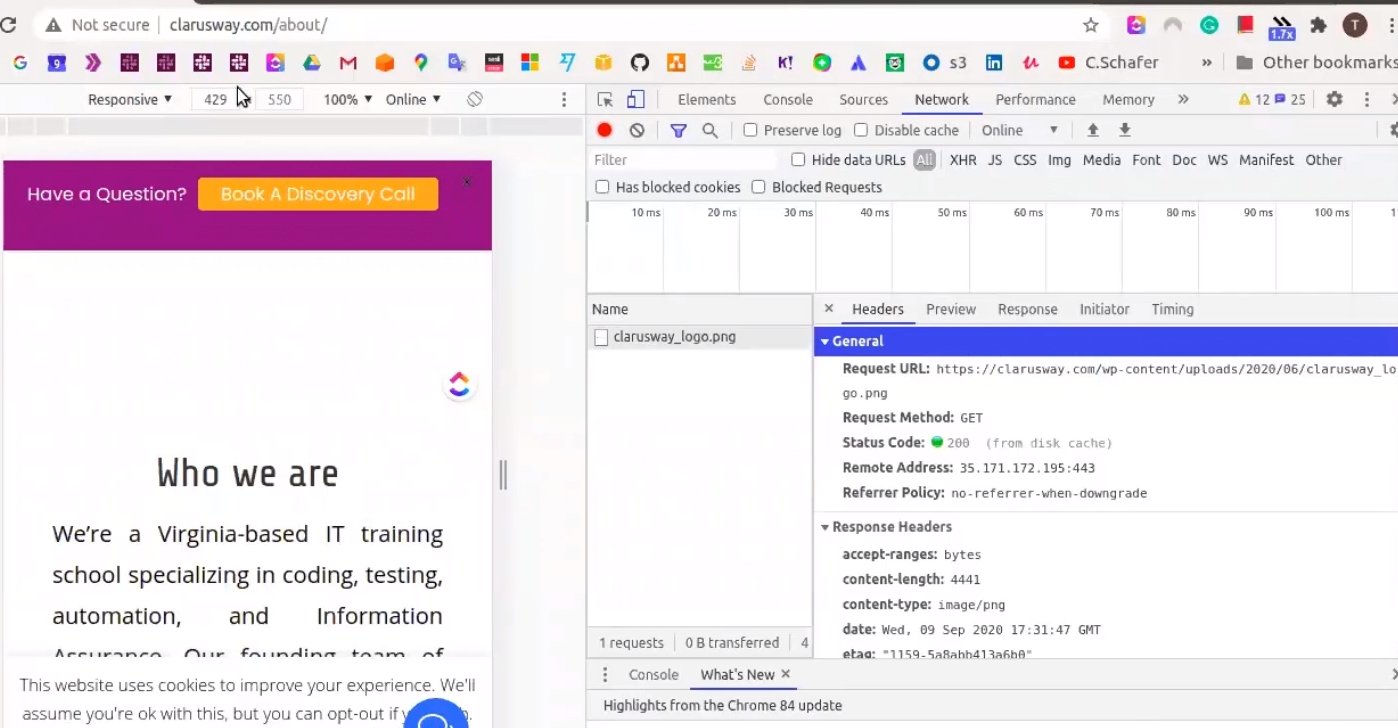 Not secure | clarusway.com/about/
T
1.7x
G 9 K! s3 in C.Schafer » Other bookmarks
Responsive ▼ 429 550 100% ▼ Online ▼
Elements Console Sources Network Performance Memory » 12 25
Preserve log Disable cache Online ▼
Filter Hide data URLs All XHR JS CSS Img Media Font Doc WS Manifest Other
Has blocked cookies Blocked Requests
10 ms 20 ms 30 ms 40 ms 50 ms 60 ms 70 ms 80 ms 90 ms 100 ms 1
Have a Question? Book A Discovery Call x
Who we are
We're a Virginia-based IT training
school specializing in coding, testing,
automation, and Information
Assurance. Our founding team of
This website uses cookies to improve your experience. We'll
assume you're ok with this, but you can opt-out if
Name
clarusway_logo.png
1 requests 0 B transferred 4
× Headers Preview Response Initiator Timing
▼ General
Request URL: https://clarusway.com/wp-content/uploads/2020/06/clarusway_lo
go.png
Request Method: GET
Status Code: 200 (from disk cache)
Remote Address: 35.171.172.195:443
Referrer Policy: no-referrer-when-downgrade
▼ Response Headers
accept-ranges: bytes
content-length: 4441
content-type: image/png
date: Wed, 09 Sep 2020 17:31:47 GMT
etag: "1159-5a8abb413a6b0"
Console What's New ×
Highlights from the Chrome 84 update